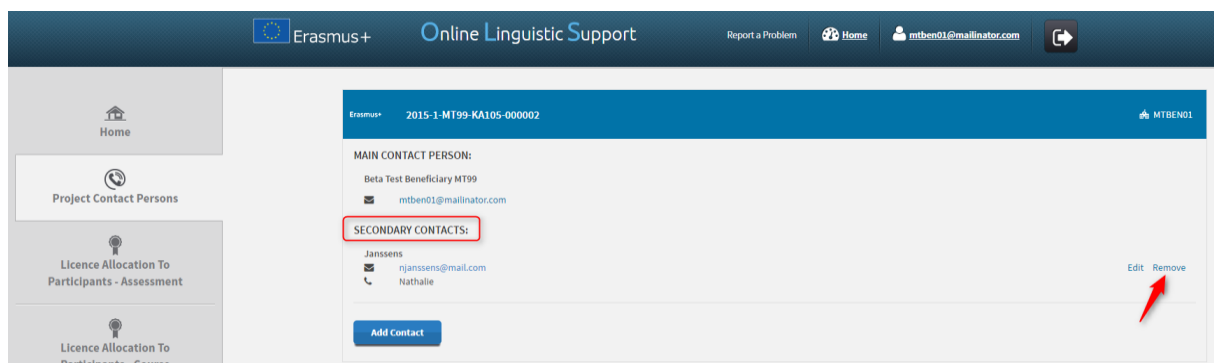 Erasmus+ Online Linguistic Support Report a Problem Home mtben01@mailinator.com
Home
Project Contact Persons
Licence Allocation To
Participants - Assessment
Licence Allocation To
Participants - Course
Erasmus+ 2015-1-MT99-KA105-000002 MTBEN01
MAIN CONTACT PERSON:
Beta Test Beneficiary MT99
mtben01@mailinator.com
SECONDARY CONTACTS:
Janssens
njanssens@mail.com
Nathalie
Edit Remove
Add Contact